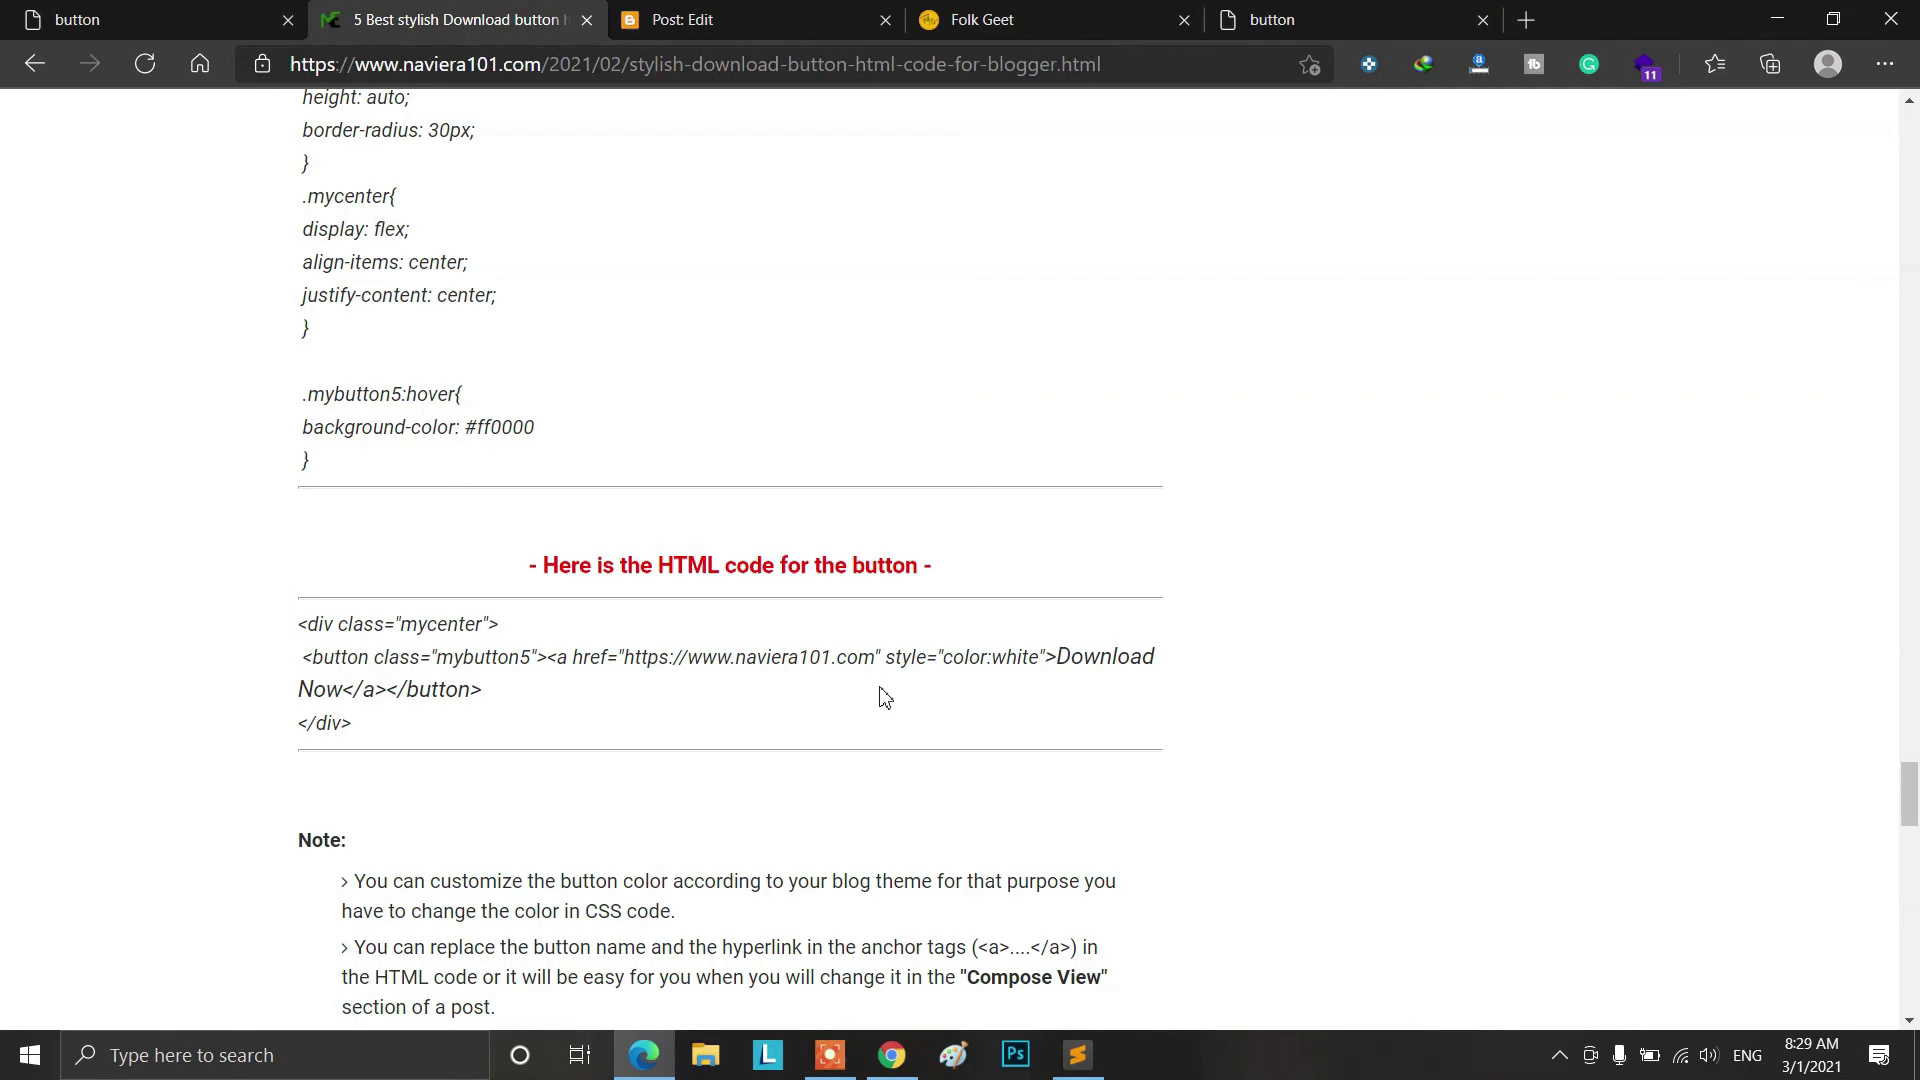 button
5 Best stylish Download button h
Post: Edit
Folk Geet
button
https://www.naviera101.com/2021/02/stylish-download-button-html-code-for-blogger.html
11
height: auto;
border-radius: 30px;
}
.mycenter{
display: flex;
align-items: center;
justify-content: center;
}
.mybutton5:hover{
background-color: #ff0000
}
- Here is the HTML code for the button -
<div class="mycenter">
<button class="mybutton5"><a href="https://www.naviera101.com" style="color:white">Download
Now</a></button>
</div>
Note:
› You can customize the button color according to your blog theme for that purpose you
have to change the color in CSS code.
› You can replace the button name and the hyperlink in the anchor tags (<a>....</a>) in
the HTML code or it will be easy for you when you will change it in the "Compose View"
section of a post.
Type here to search
L
Ps
ENG
8:29 AM
3/1/2021